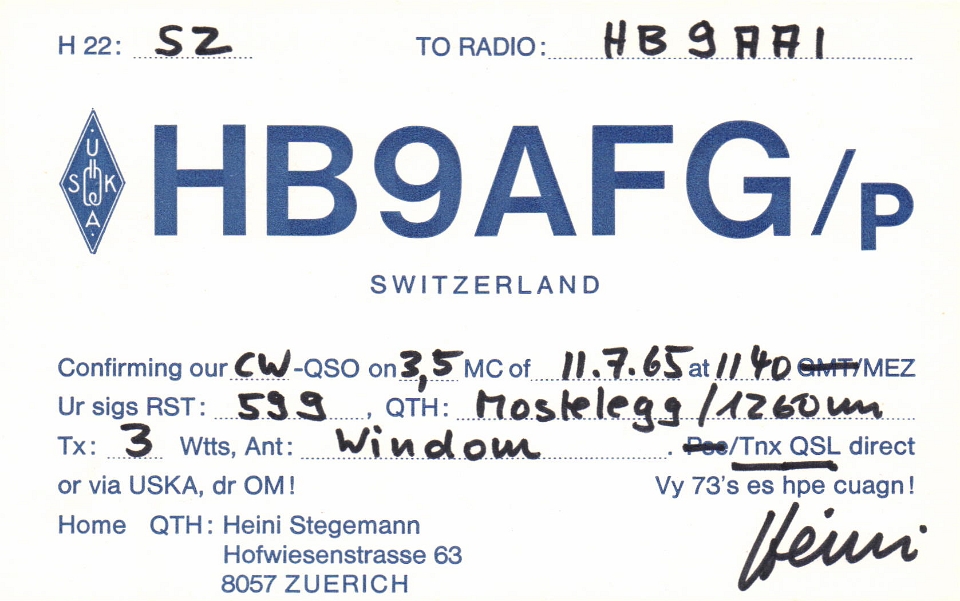 H 22: SZ TO RADIO: HB9AAI
USKA
HB9AFG/P
SWITZERLAND
Confirming our CW-QSO on 3,5 MC of 11.7.65 at 1140 GMT/MEZ
Ur sigs RST: 599, QTH: Mostelegg/1260um
Tx: 3 Wtts, Ant: Windom. Pse/Tnx QSL direct
or via USKA, dr OM! Vy 73's es hpe cuagn!
Home QTH: Heini Stegemann
Hofwiesenstrasse 63
8057 ZUERICH
Heini